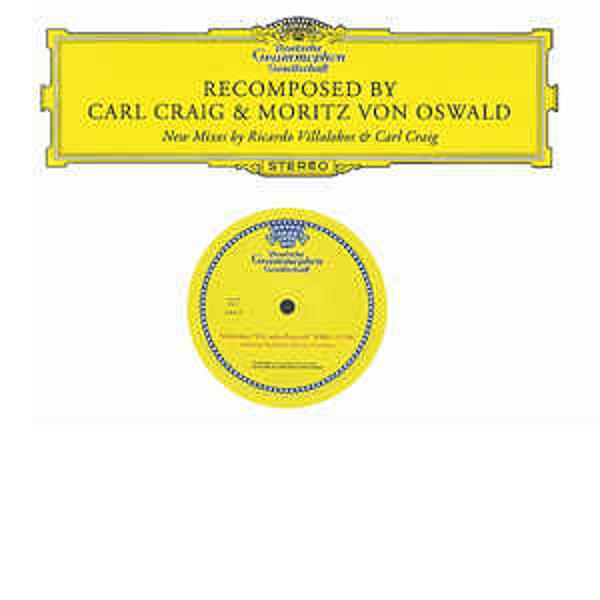 Deutsche
Grammophon
Gesellschaft
RECOMPOSED BY
CARL CRAIG & MORITZ VON OSWALD
New Mixes by Ricardo Villalobos & Carl Craig
STEREO
Deutsche
Grammophon
Gesellschaft